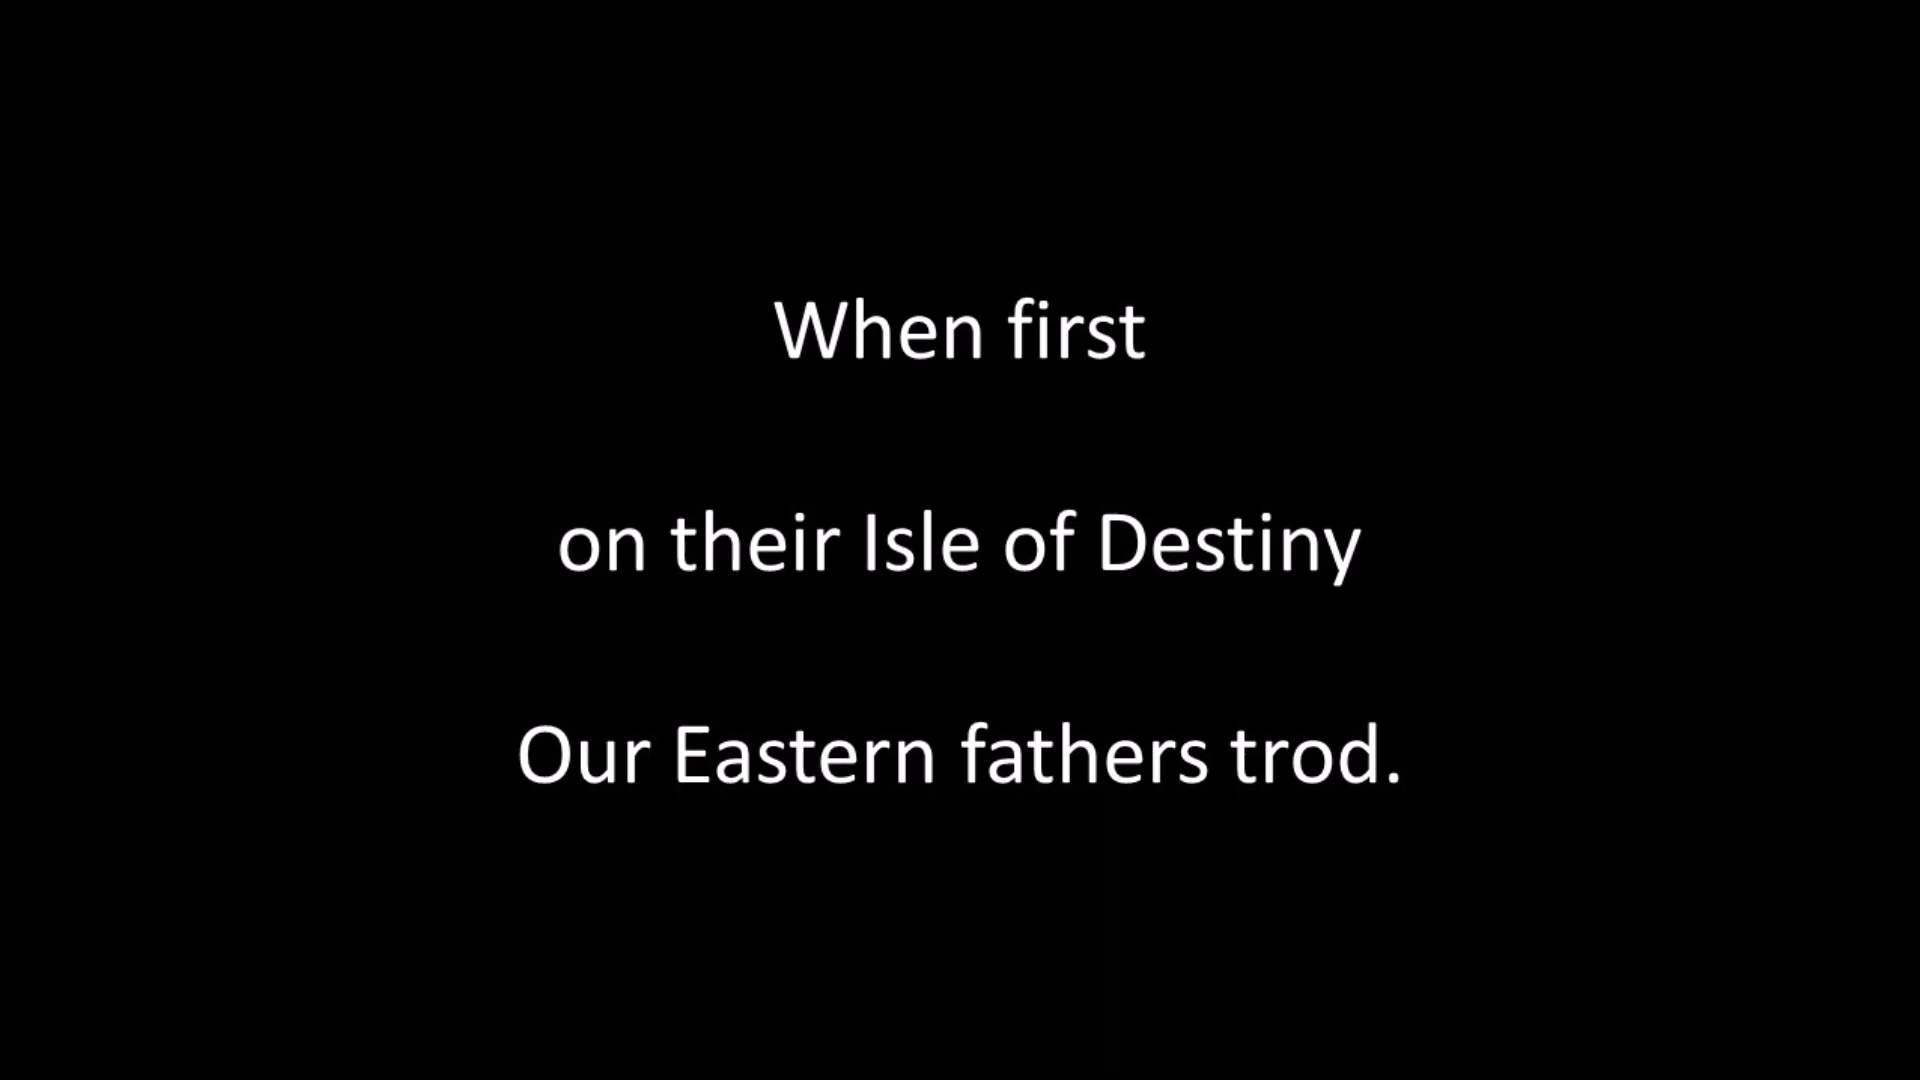 When first
on their Isle of Destiny
Our Eastern fathers trod.